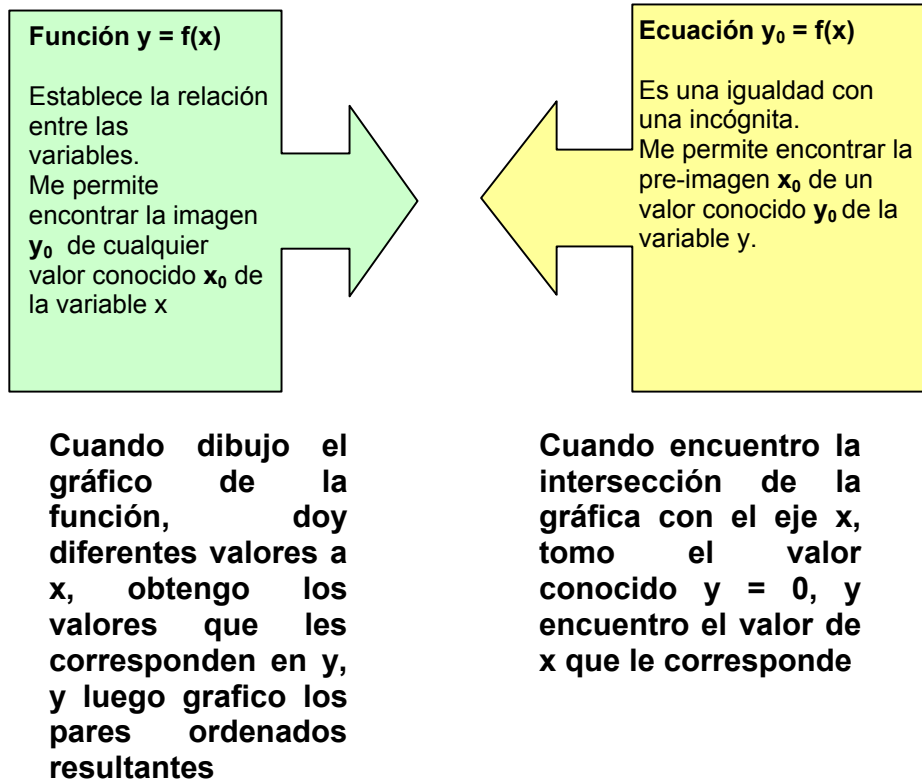 Función y = f(x)
Establece la relación
entre las
variables.
Me permite
encontrar la imagen
y₀ de cualquier
valor conocido x₀ de
la variable x
Ecuación y₀ = f(x)
Es una igualdad con
una incógnita.
Me permite encontrar la
pre-imagen x₀ de un
valor conocido y₀ de la
variable y.
Cuando dibujo el
gráfico de la
función, doy
diferentes valores a
x, obtengo los
valores que les
corresponden en y,
y luego grafico los
pares ordenados
resultantes
Cuando encuentro la
intersección de la
gráfica con el eje x,
tomo el valor
conocido y = 0, y
encuentro el valor de
x que le corresponde